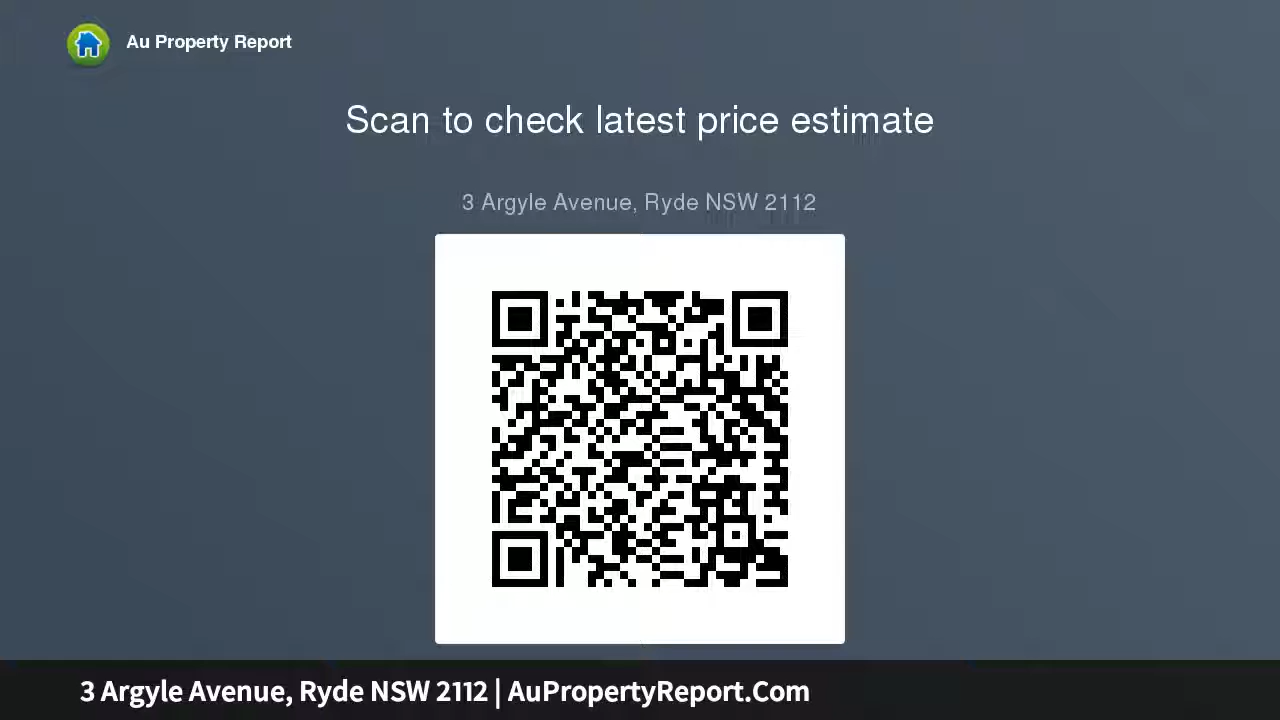 Au Property Report
Scan to check latest price estimate
3 Argyle Avenue, Ryde NSW 2112
3 Argyle Avenue, Ryde NSW 2112 | AuPropertyReport.Com